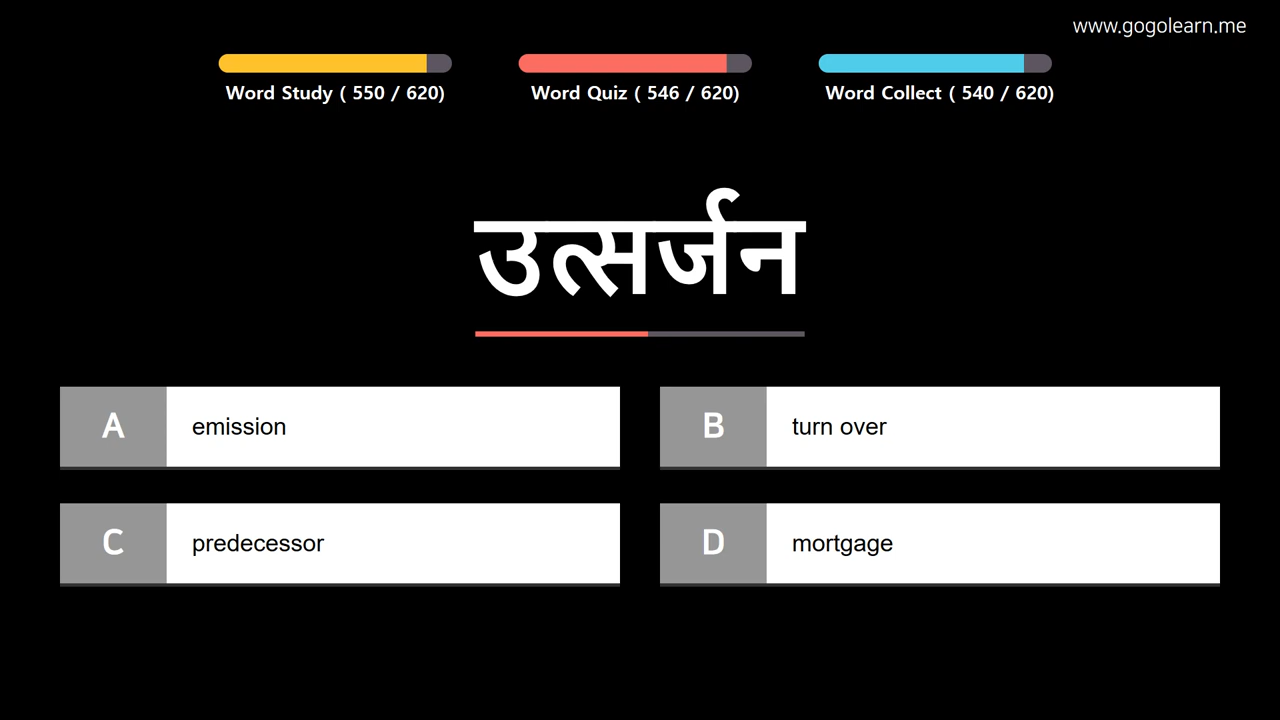 www.gogolearn.me
Word Study ( 550 / 620)
Word Quiz ( 546 / 620)
Word Collect ( 540 / 620)
उत्सर्जन
A emission
B turn over
C predecessor
D mortgage